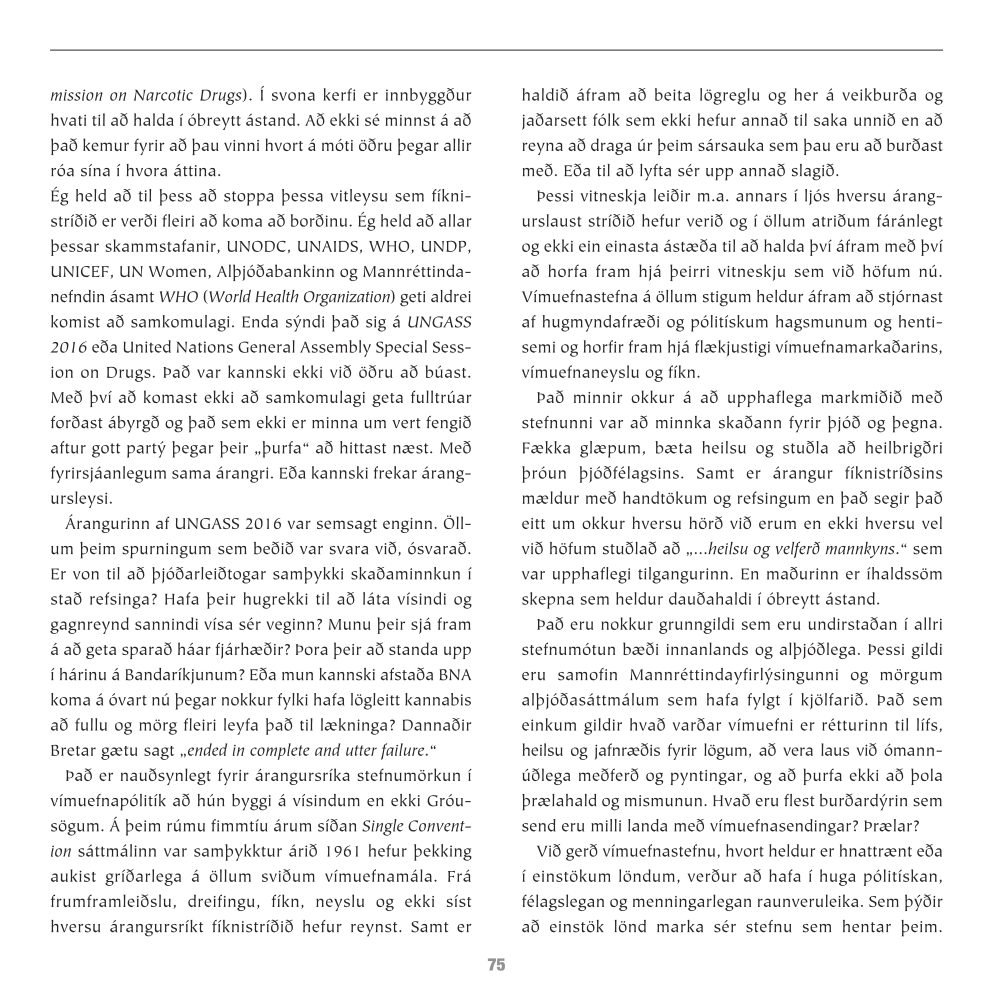 mission on Narcotic Drugs). Í svona kerfi er innbyggður
hvati til að halda í óbreytt ástand. Að ekki sé minnst á að
það kemur fyrir að þau vinni hvort á móti öðru þegar allir
róa sína í hvora áttina.
Ég held að til þess að stoppa þessa vitleysu sem fíkni-
stríðið er verði fleiri að koma að borðinu. Ég held að allar
þessar skammstafanir, UNODC, UNAIDS, WHO, UNDP,
UNICEF, UN Women, Alþjóðabankinn og Mannréttinda-
nefndin ásamt WHO (World Health Organization) geti aldrei
komist að samkomulagi. Enda sýndi það sig á UNGASS
2016 eða United Nations General Assembly Special Sess-
ion on Drugs. Það var kannski ekki við öðru að búast.
Með því að komast ekki að samkomulagi geta fulltrúar
forðast ábyrgð og það sem ekki er minna um vert fengið
aftur gott partý þegar þeir „þurfa“ að hittast næst. Með
fyrirsjáanlegum sama árangri. Eða kannski frekar árang-
ursleysi.
Árangurinn af UNGASS 2016 var semsagt enginn. Öll-
um þeim spurningum sem beðið var svara við, ósvarað.
Er von til að þjóðarleiðtogar samþykki skaðaminnkun í
stað refsinga? Hafa þeir hugrekki til að láta vísindi og
gagnreynd sannindi vísa sér veginn? Munu þeir sjá fram
á að geta sparað háar fjárhæðir? Þora þeir að standa upp
í hárinu á Bandaríkjunum? Eða mun kannski afstaða BNA
koma á óvart nú þegar nokkur fylki hafa lögleitt kannabis
að fullu og mörg fleiri leyfa það til lækninga? Dannaðir
Bretar gætu sagt „ended in complete and utter failure.“
Það er nauðsynlegt fyrir árangursríka stefnumörkun í
vímuefnapólitík að hún byggi á vísindum en ekki Gróu-
sögum. Á þeim rúmu fimmtíu árum síðan Single Convent-
ion sáttmálinn var samþykktur árið 1961 hefur þekking
aukist gríðarlega á öllum sviðum vímuefnamála. Frá
frumframleiðslu, dreifingu, fíkn, neyslu og ekki síst
hversu árangursríkt fíknistríðið hefur reynst. Samt er
haldið áfram að beita lögreglu og her á veikburða og
jaðarsett fólk sem ekki hefur annað til saka unnið en að
reyna að draga úr þeim sársauka sem þau eru að burðast
með. Eða til að lyfta sér upp annað slagið.
Þessi vitneskja leiðir m.a. annars í ljós hversu árang-
urslaust stríðið hefur verið og í öllum atriðum fáránlegt
og ekki ein einasta ástæða til að halda því áfram með því
að horfa fram hjá þeirri vitneskju sem við höfum nú.
Vímuefnastefna á öllum stigum heldur áfram að stjórnast
af hugmyndafræði og pólitískum hagsmunum og henti-
semi og horfir fram hjá flækjustigi vímuefnamarkaðarins,
vímuefnaneyslu og fíkn.
Það minnir okkur á að upphaflega markmiðið með
stefnunni var að minnka skaðann fyrir þjóð og þegna.
Fækka glæpum, bæta heilsu og stuðla að heilbrigðri
þróun þjóðfélagsins. Samt er árangur fíknistríðsins
mældur með handtökum og refsingum en það segir það
eitt um okkur hversu hörð við erum en ekki hversu vel
við höfum stuðlað að „...heilsu og velferð mannkyns.“ sem
var upphaflegi tilgangurinn. En maðurinn er íhaldssöm
skepna sem heldur dauðahaldi í óbreytt ástand.
Það eru nokkur grunngildi sem eru undirstaðan í allri
stefnumótun bæði innanlands og alþjóðlega. Þessi gildi
eru samofin Mannréttindayfirlýsingunni og mörgum
alþjóðasáttmálum sem hafa fylgt í kjölfarið. Það sem
einkum gildir hvað varðar vímuefni er rétturinn til lífs,
heilsu og jafnræðis fyrir lögum, að vera laus við ómann-
úðlega meðferð og pyntingar, og að þurfa ekki að þola
þrælahald og mismunun. Hvað eru flest burðardýrin sem
send eru milli landa með vímuefnasendingar? Þrælar?
Við gerð vímuefnastefnu, hvort heldur er hnattrænt eða
í einstökum löndum, verður að hafa í huga pólitískan,
félagslegan og menningarlegan raunveruleika. Sem þýðir
að einstök lönd marka sér stefnu sem hentar þeim.
75